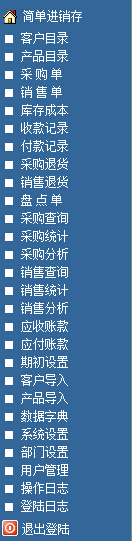 简单进销存
客户目录
产品目录
采 购 单
销 售 单
库存成本
收款记录
付款记录
采购退货
销售退货
盘 点 单
采购查询
采购统计
采购分析
销售查询
销售统计
销售分析
应收账款
应付账款
期初设置
客户导入
产品导入
数据字典
系统设置
部门设置
用户管理
操作日志
登陆日志
退出登陆